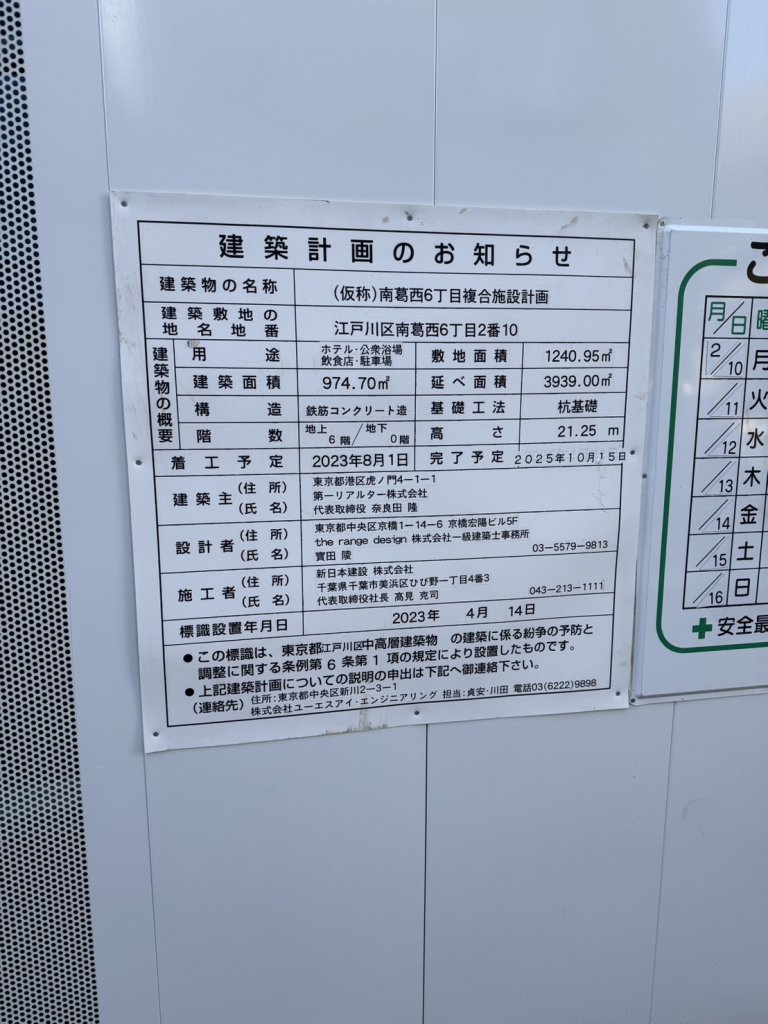 建築計画のお知らせ
建築物の名称 (仮称)南葛西6丁目複合施設計画
建築敷地の地名地番 江戸川区南葛西6丁目2番10
建築物の概要
用途 ホテル・公衆浴場 飲食店・駐車場 敷地面積 1240.95㎡
建築面積 974.70㎡ 延べ面積 3939.00㎡
構造 鉄筋コンクリート造 基礎工法 杭基礎
階数 地上6階/地下0階 高さ 21.25 m
着工予定 2023年8月1日 完了予定 2025年10月15日
建築主 (住所) (氏名)
東京都港区虎ノ門4-1-1
第一リアルター株式会社
代表取締役 奈良田 隆
設計者 (住所) (氏名)
東京都中央区京橋1-14-6 京橋宏陽ビル5F
the range design 株式会社一級建築士事務所
寳田 陵 03-5579-9813
施工者 (住所) (氏名)
新日本建設 株式会社
千葉県千葉市美浜区ひび野一丁目4番3
代表取締役社長 高見 克司 043-213-1111
標識設置年月日 2023年 4月 14日
●この標識は、東京都江戸川区中高層建築物 の建築に係る紛争の予防と
調整に関する条例第6条第1項の規定により設置したものです。
●上記建築計画についての説明の申出は下記へ御連絡下さい。
(連絡先) 住所:東京都中央区新川2-3-1
株式会社ユーエスアイ・エンジニアリング 担当:貞安・川田 電話03(6222)9898
月/日 曜
2/10 月
/11 火
/12 水
/13 木
/14 金
/15 土
/16 日
安全最